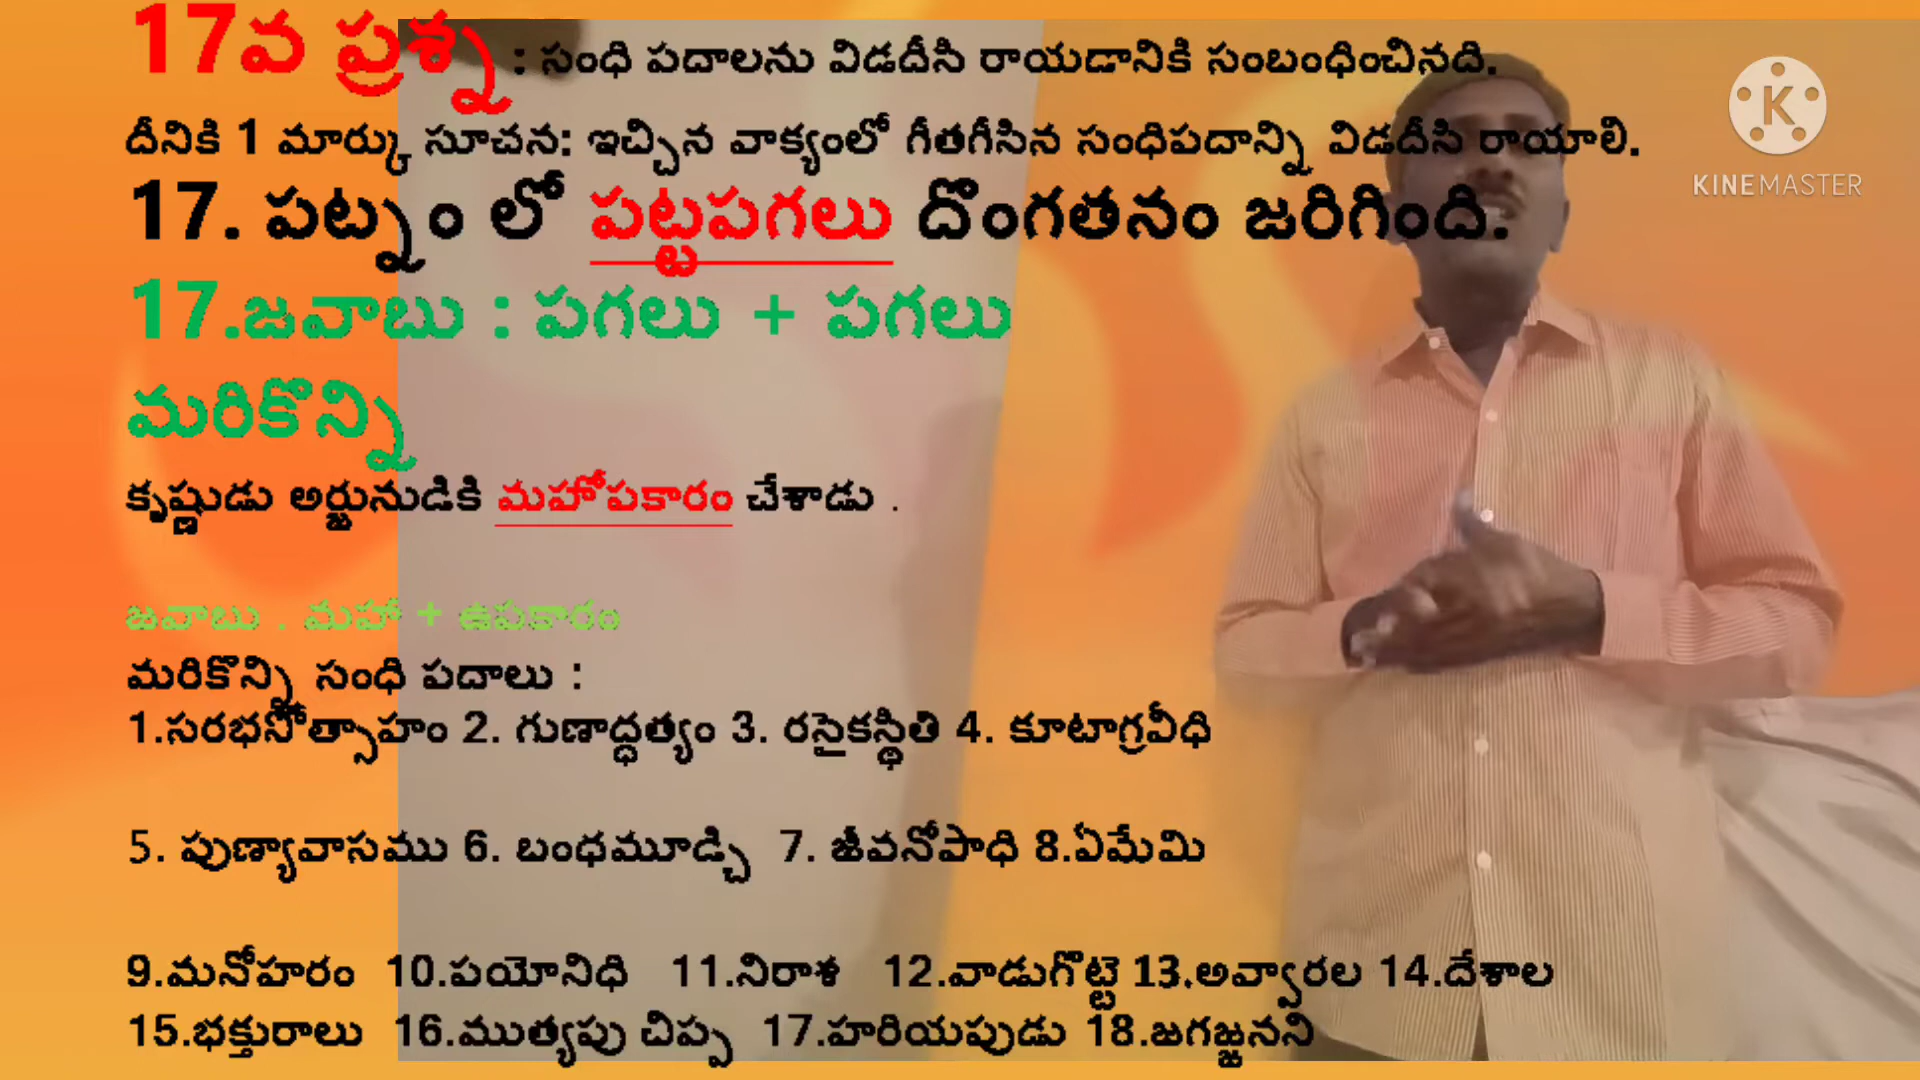 17వ ప్రశ్న : సంధి పదాలను విడదీసి రాయడానికి సంబంధించినది.
దీనికి 1 మార్కు సూచన: ఇచ్చిన వాక్యంలో గీతగీసిన సంధిపదాన్ని విడదీసి రాయాలి.
17. పట్నం లో పట్టపగలు దొంగతనం జరిగింది.
17.జవాబు : పగలు + పగలు
మరికొన్ని
కృష్ణుడు అర్జునుడికి మహోపకారం చేశాడు .
జవాబు . మహా + ఉపకారం
మరికొన్ని సంధి పదాలు :
1.సరభసోత్సాహం 2. గుణాద్ధత్యం 3. రసైకస్థితి 4. కూటాగ్రవీధి
5. పుణ్యావాసము 6. బంధమూడ్చి 7. జీవనోపాధి 8.ఏమేమి
9.మనోహరం 10.పయోనిధి 11.నిరాశ 12.వాడుగొట్టె 13.అవ్వారల 14.దేశాల
15.భక్తురాలు 16.ముత్యపు చిప్ప 17.హరియపుడు 18.జగజ్జనని
KINEMASTER